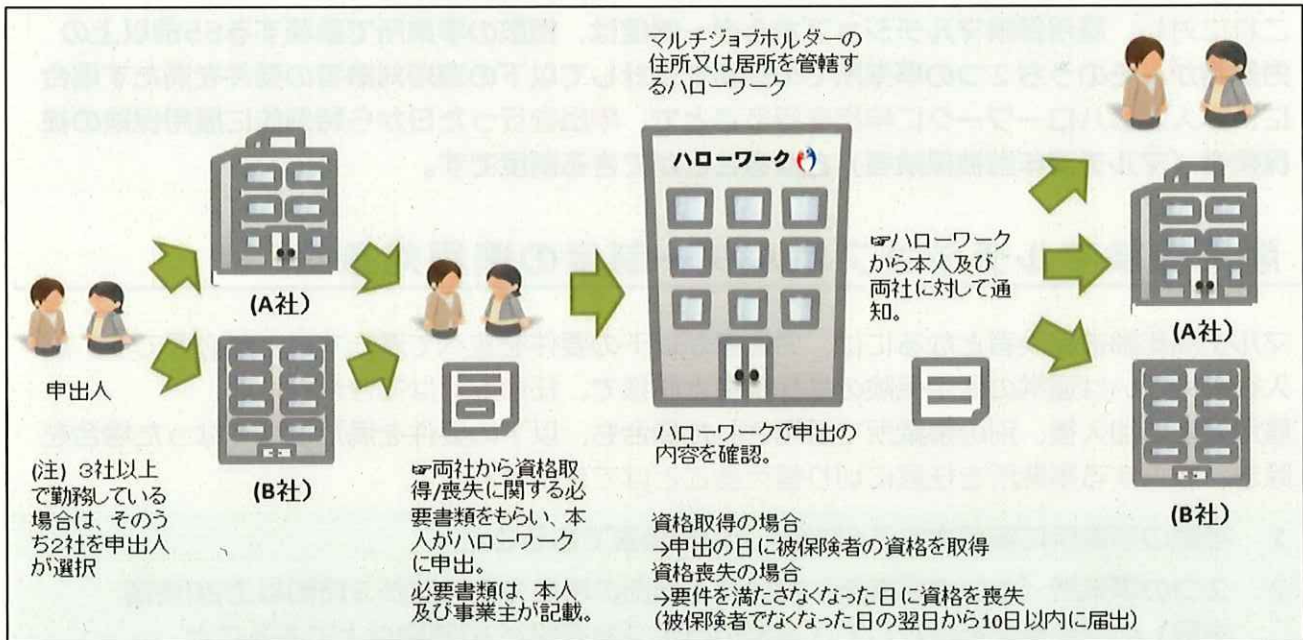 マルチジョブホルダーの
住所又は居所を管轄す
るハローワーク
ハローワーク
(A社)
(B社)
申出人
(注) 3社以上
で勤務している
場合は、そのう
ち2社を申出人
が選択
☞両社から資格取
得/喪失に関する必
要書類をもらい、本
人がハローワーク
に申出。
必要書類は、本人
及び事業主が記載。
☞ハローワークで申出の
内容を確認。
資格取得の場合
→申出の日に被保険者の資格を取得
資格喪失の場合
→要件を満たさなくなった日に資格を喪失
(被保険者でなくなった日の翌日から10日以内に届出)
☞ハローワーク
から本人及び
両社に対して通
知。
(A社)
(B社)